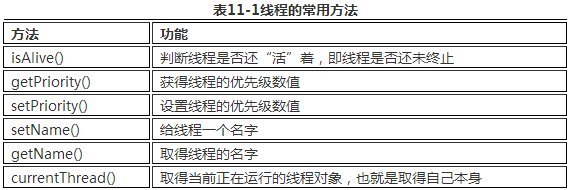 表11-1线程的常用方法
方法 功能
isAlive() 判断线程是否还“活”着，即线程是否还未终止
getPriority() 获得线程的优先级数值
setPriority() 设置线程的优先级数值
setName() 给线程一个名字
getName() 取得线程的名字
currentThread() 取得当前正在运行的线程对象，也就是取得自己本身